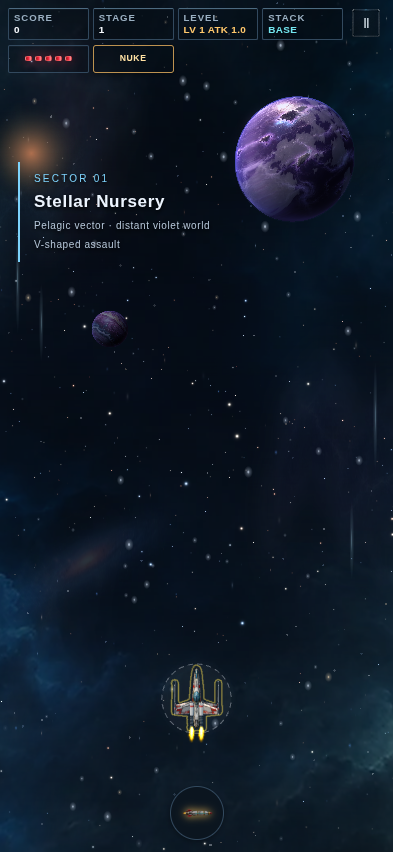 SCORE
0
STAGE
1
LEVEL
LV 1 ATK 1.0
STACK
BASE
NUKE
SECTOR 01
Stellar Nursery
Pelagic vector · distant violet world
V-shaped assault